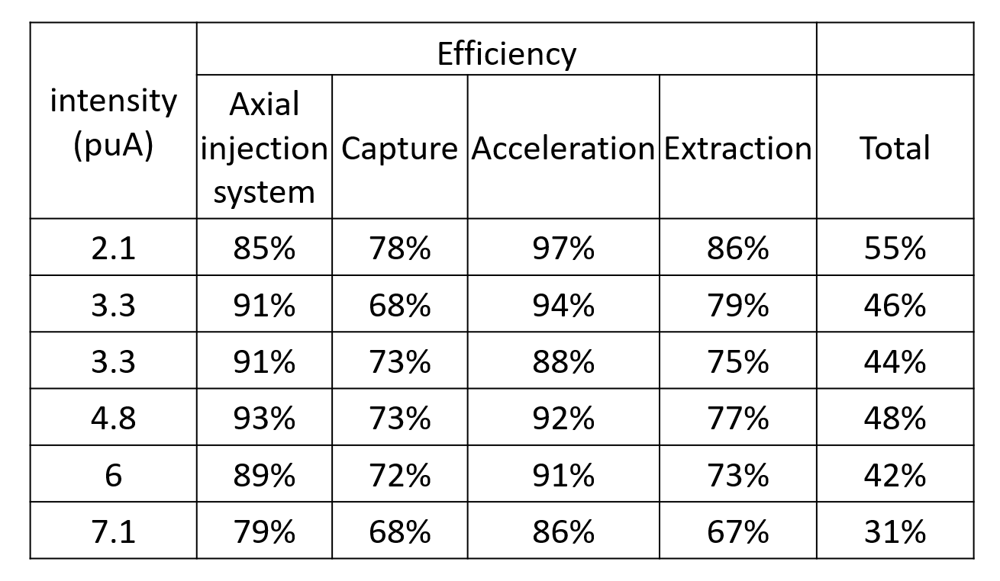 Efficiency
intensity
(puA)
Axial
injection
system
Capture
Acceleration
Extraction
Total
2.1 85% 78% 97% 86% 55%
3.3 91% 68% 94% 79% 46%
3.3 91% 73% 88% 75% 44%
4.8 93% 73% 92% 77% 48%
6 89% 72% 91% 73% 42%
7.1 79% 68% 86% 67% 31%